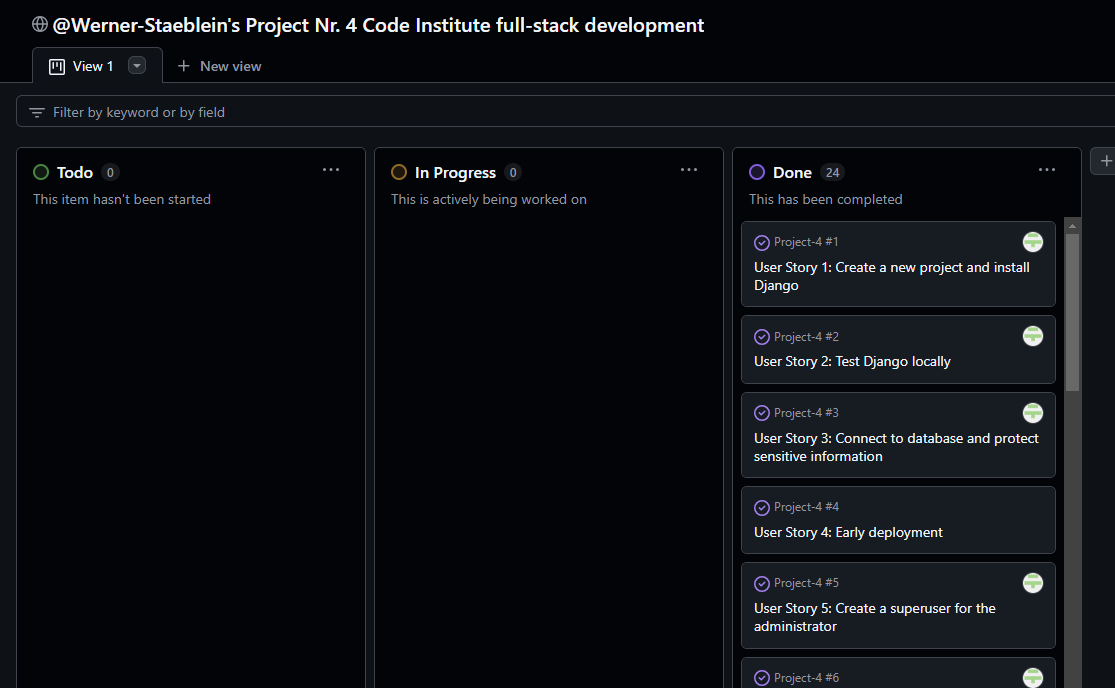 @Werner-Staeblein's Project Nr. 4 Code Institute full-stack development
View 1
New view
Filter by keyword or by field
Todo 0
This item hasn't been started
In Progress 0
This is actively being worked on
Done 24
This has been completed
Project-4 #1
User Story 1: Create a new project and install
Django
Project-4 #2
User Story 2: Test Django locally
Project-4 #3
User Story 3: Connect to database and protect
sensitive information
Project-4 #4
User Story 4: Early deployment
Project-4 #5
User Story 5: Create a superuser for the
administrator
Project-4 #6